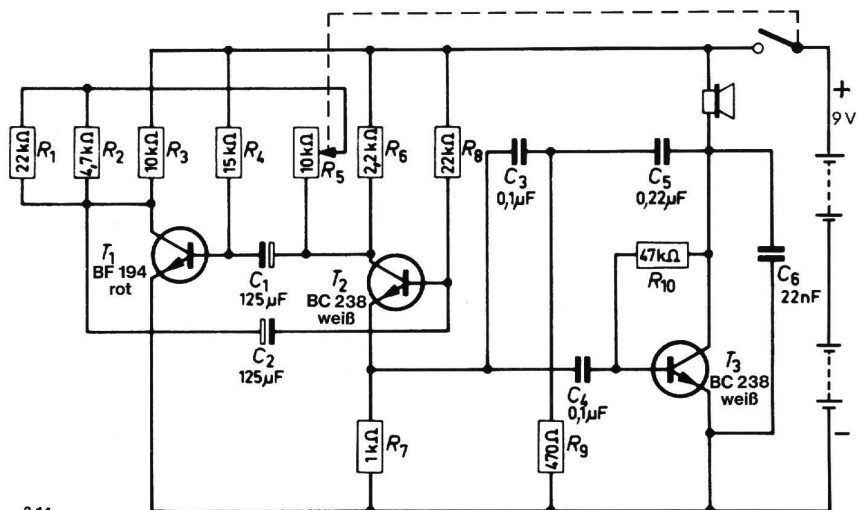 +
9 V
22kΩ
R1
4,7kΩ
R2
10kΩ
R3
15kΩ
R4
10kΩ
R5
2,2kΩ
R6
22kΩ
R8
C3
0,1µF
C5
0,22µF
T1
BF 194
rot
C1
125µF
T2
BC 238
weiß
47kΩ
R10
C6
22nF
C2
125µF
C4
0,1µF
T3
BC 238
weiß
1kΩ
R7
470Ω
R9
–